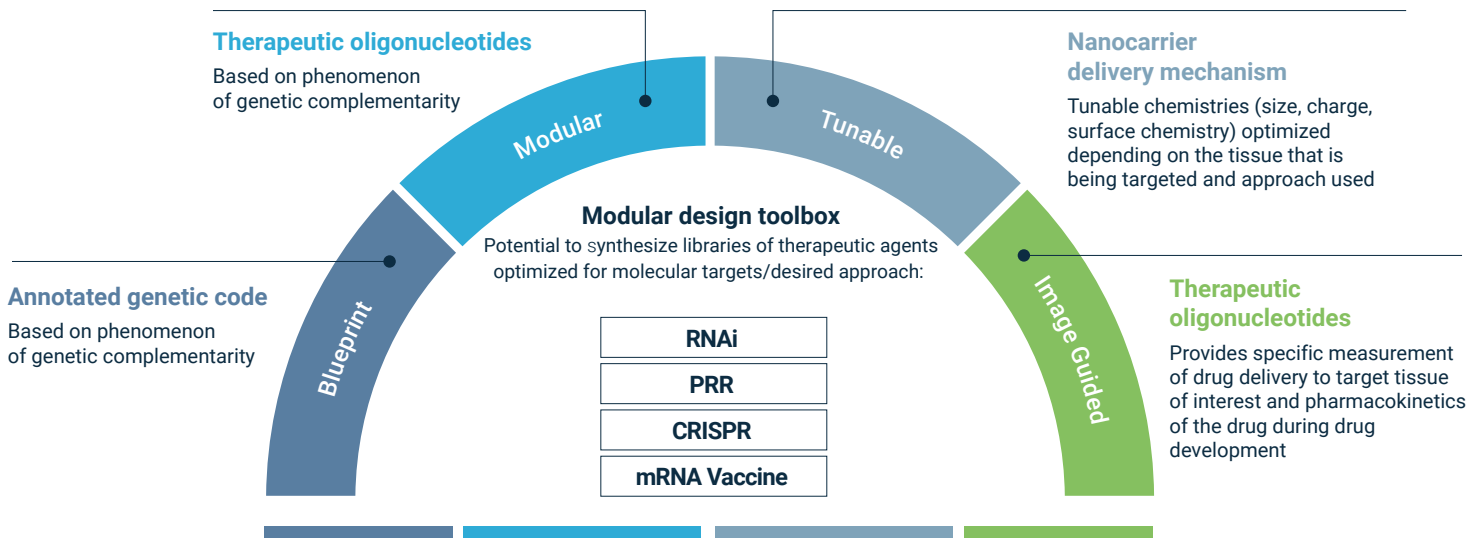 Therapeutic oligonucleotides
Based on phenomenon
of genetic complementarity
Nanocarrier
delivery mechanism
Tunable chemistries (size, charge,
surface chemistry) optimized
depending on the tissue that is
being targeted and approach used
Modular
Tunable
Modular design toolbox
Potential to synthesize libraries of therapeutic agents
optimized for molecular targets/desired approach:
Annotated genetic code
Based on phenomenon
of genetic complementarity
Blueprint
RNAi
PRR
CRISPR
mRNA Vaccine
Image Guided
Therapeutic
oligonucleotides
Provides specific measurement
of drug delivery to target tissue
of interest and pharmacokinetics
of the drug during drug
development